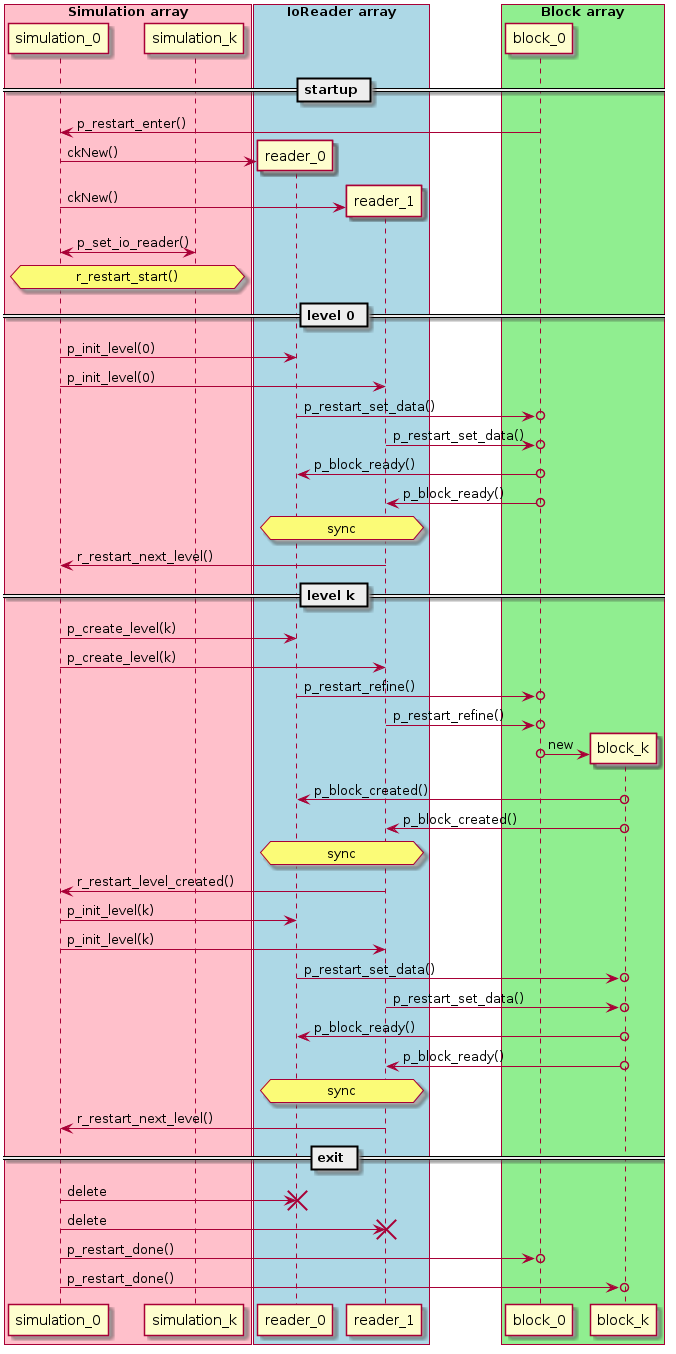 Simulation array
IoReader array
Block array
simulation_0
simulation_k
block_0
startup
p_restart_enter()
ckNew()
reader_0
ckNew()
reader_1
p_set_io_reader()
r_restart_start()
level 0
p_init_level(0)
p_init_level(0)
p_restart_set_data()
p_restart_set_data()
p_block_ready()
p_block_ready()
sync
r_restart_next_level()
level k
p_create_level(k)
p_create_level(k)
p_restart_refine()
p_restart_refine()
new
block_k
p_block_created()
p_block_created()
sync
r_restart_level_created()
p_init_level(k)
p_init_level(k)
p_restart_set_data()
p_restart_set_data()
p_block_ready()
p_block_ready()
sync
r_restart_next_level()
exit
delete
delete
p_restart_done()
p_restart_done()
simulation_0
simulation_k
reader_0
reader_1
block_0
block_k